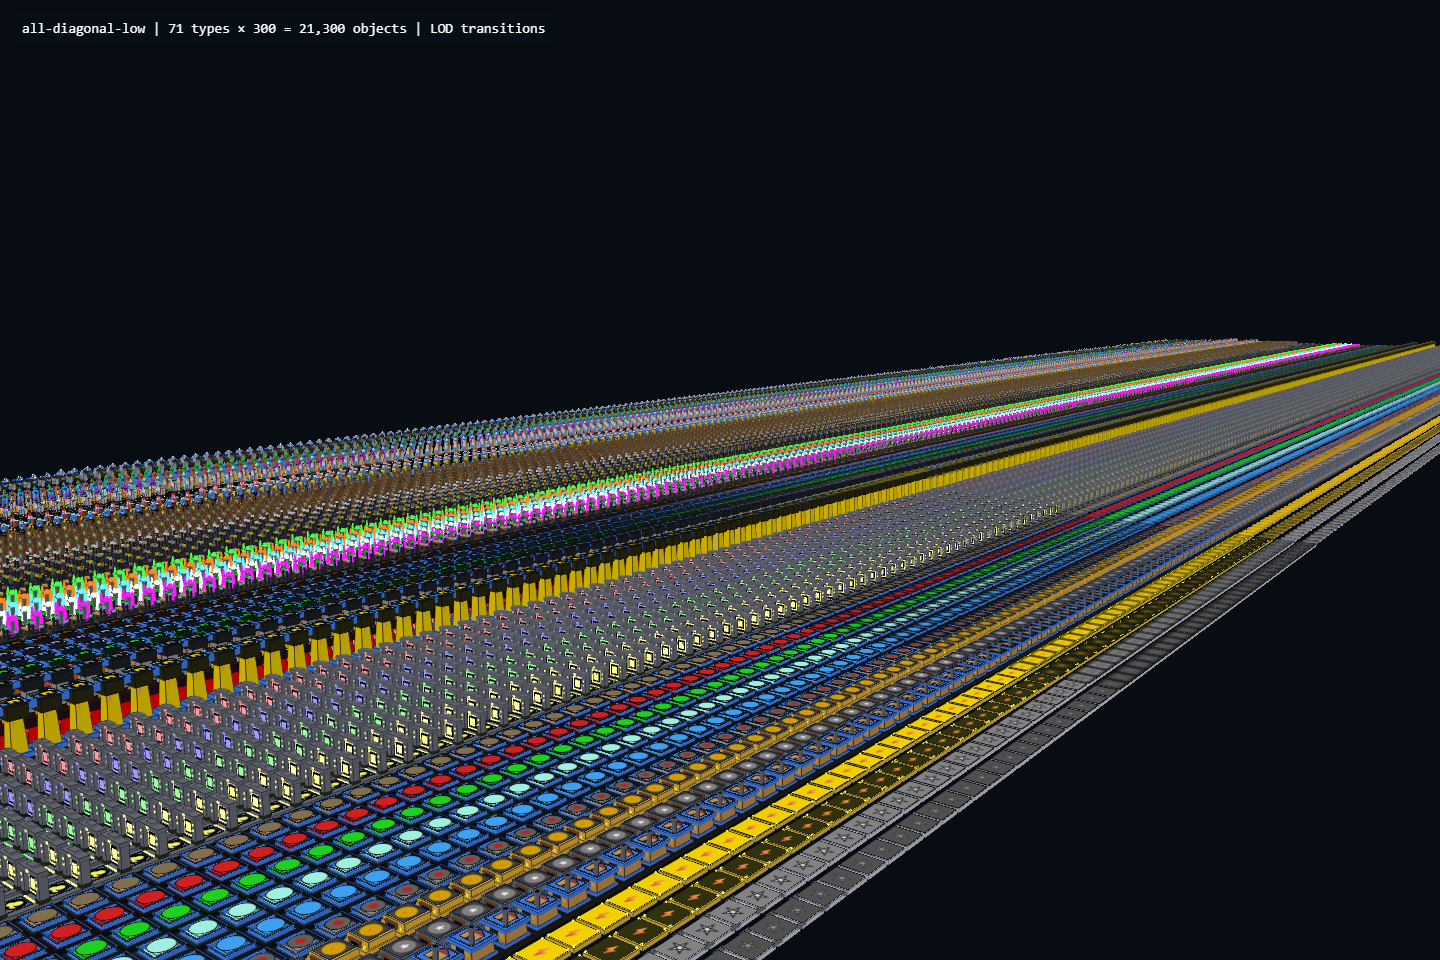 all-diagonal-low | 71 types × 300 = 21,300 objects | LOD transitions